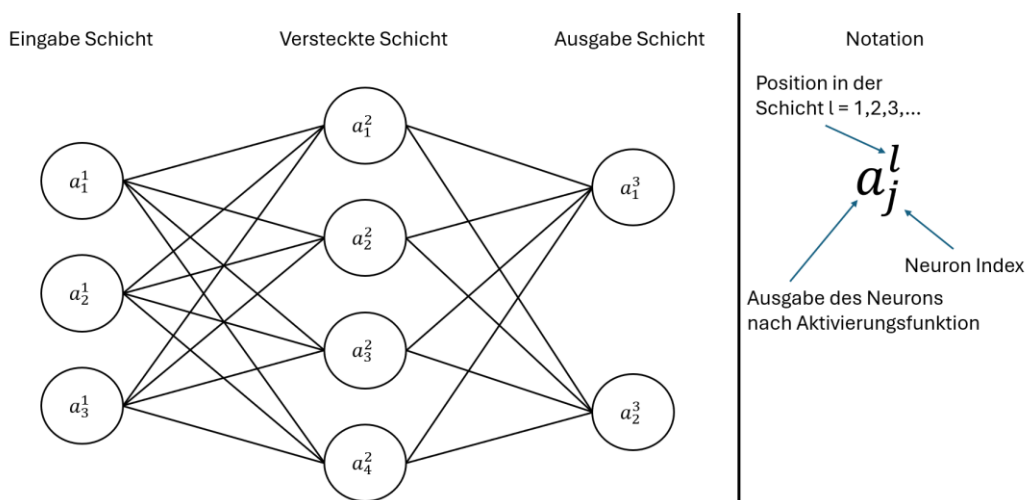 Eingabe Schicht
Versteckte Schicht
Ausgabe Schicht
Notation
Position in der
Schicht l = 1,2,3,...
a_1^1
a_2^1
a_3^1
a_1^2
a_2^2
a_3^2
a_4^2
a_1^3
a_2^3
a_j^l
Neuron Index
Ausgabe des Neurons
nach Aktivierungsfunktion